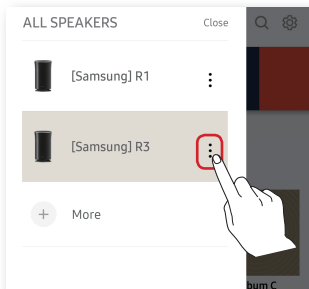 ALL SPEAKERS Close
[Samsung] R1
[Samsung] R3
More
bum C